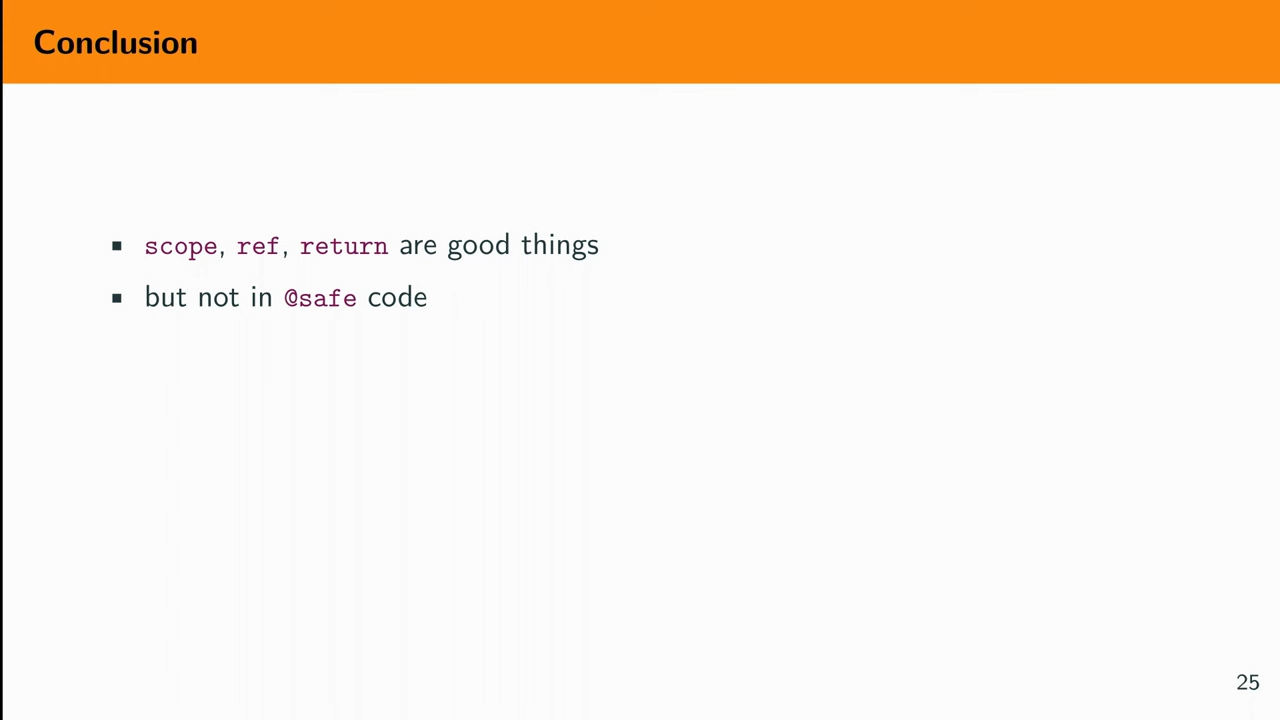 Conclusion
▪ scope, ref, return are good things
▪ but not in @safe code
25